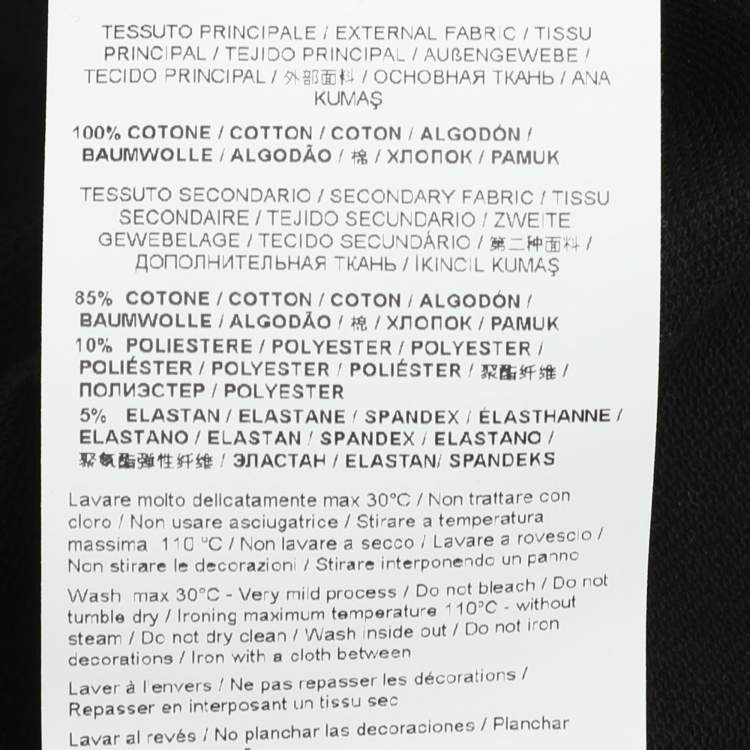 TESSUTO PRINCIPALE / EXTERNAL FABRIC / TISSU
PRINCIPAL / TEJIDO PRINCIPAL / AUßENGEWEBE /
TECIDO PRINCIPAL / 外部面料 / ОСНОВНАЯ ТКАНЬ / ANA
KUMAŞ
100% COTONE / COTTON / COTON / ALGODÓN /
BAUMWOLLE / ALGODÃO / 棉 / ХЛОПОК / PAMUK
TESSUTO SECONDARIO / SECONDARY FABRIC / TISSU
SECONDAIRE / TEJIDO SECUNDARIO / ZWEITE
GEWEBELAGE / TECIDO SECUNDÁRIO / 第二种面料 /
ДОПОЛНИТЕЛЬНАЯ ТКАНЬ / İKINCIL KUMAŞ
85% COTONE / COTTON / COTON / ALGODÓN /
BAUMWOLLE / ALGODÃO / 棉 / ХЛОПОК / PAMUK
10% POLIESTERE / POLYESTER / POLYESTER /
POLIÉSTER / POLYESTER / POLIÉSTER / 聚酯纤维 /
ПОЛИЭСТЕР / POLYESTER
5% ELASTAN / ELASTANE / SPANDEX / ÉLASTHANNE /
ELASTANO / ELASTAN / SPANDEX / ELASTANO /
聚氨酯弹性纤维 / ЭЛАСТАН / ELASTAN/ SPANDEKS
Lavare molto delicatamente max 30°C / Non trattare con
cloro / Non usare asciugatrice / Stirare a temperatura
massima 110 °C / Non lavare a secco / Lavare a rovescio /
Non stirare le decorazioni / Stirare interponendo un panno
Wash max 30°C - Very mild process / Do not bleach / Do not
tumble dry / Ironing maximum temperature 110°C - without
steam / Do not dry clean / Wash inside out / Do not iron
decorations / Iron with a cloth between
Laver à l'envers / Ne pas repasser les décorations /
Repasser en interposant un tissu sec
Lavar al revés / No planchar las decoraciones / Planchar